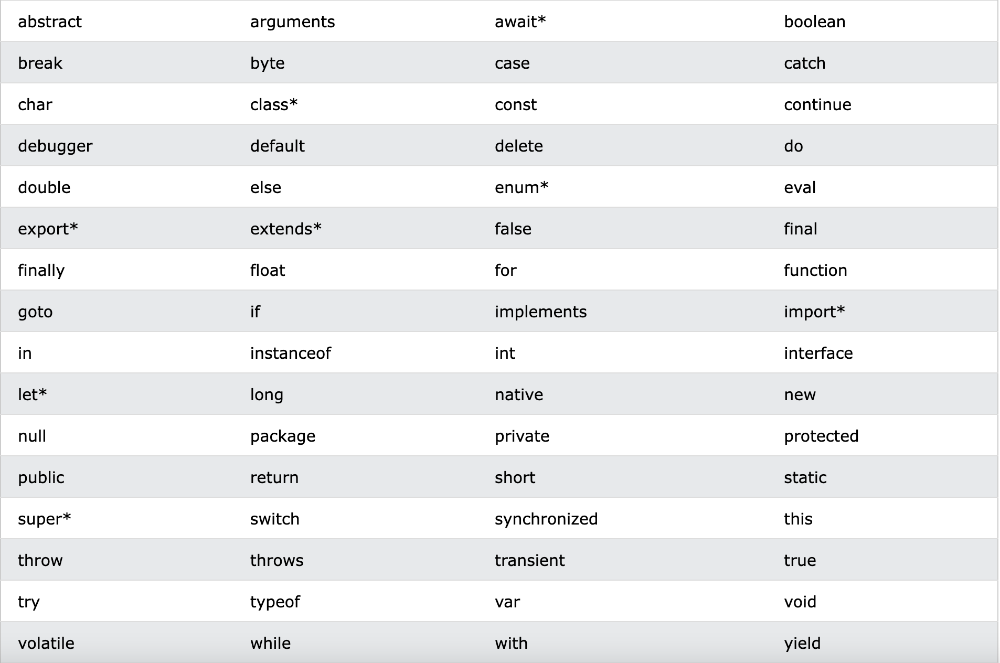 abstract arguments await* boolean
break byte case catch
char class* const continue
debugger default delete do
double else enum* eval
export* extends* false final
finally float for function
goto if implements import*
in instanceof int interface
let* long native new
null package private protected
public return short static
super* switch synchronized this
throw throws transient true
try typeof var void
volatile while with yield